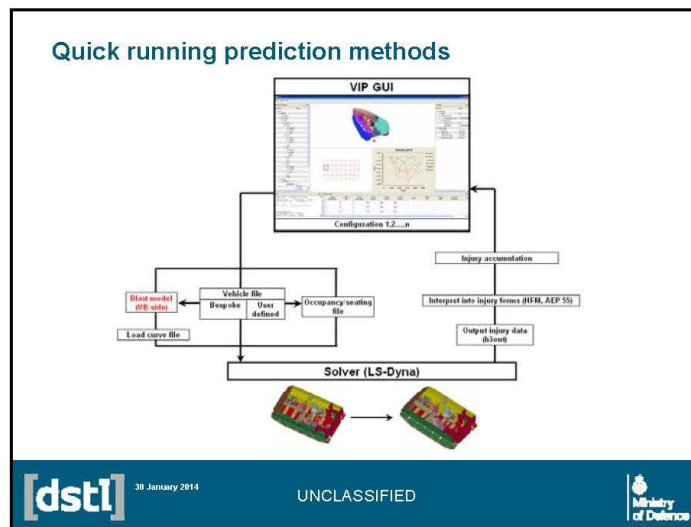 Quick running prediction methods
VIP GUI
Configuration 1,2.....n
Injury accumulation
Blast model
(UB/side)
Vehicle file
Bespoke
User
defined
Occupancy/seating
file
Load curve file
Interpret into injury forms (HFM, AEP 55)
Output injury data
(h3out)
Solver (LS-Dyna)
[dstl]
30 January 2014
UNCLASSIFIED
Ministry
of Defence